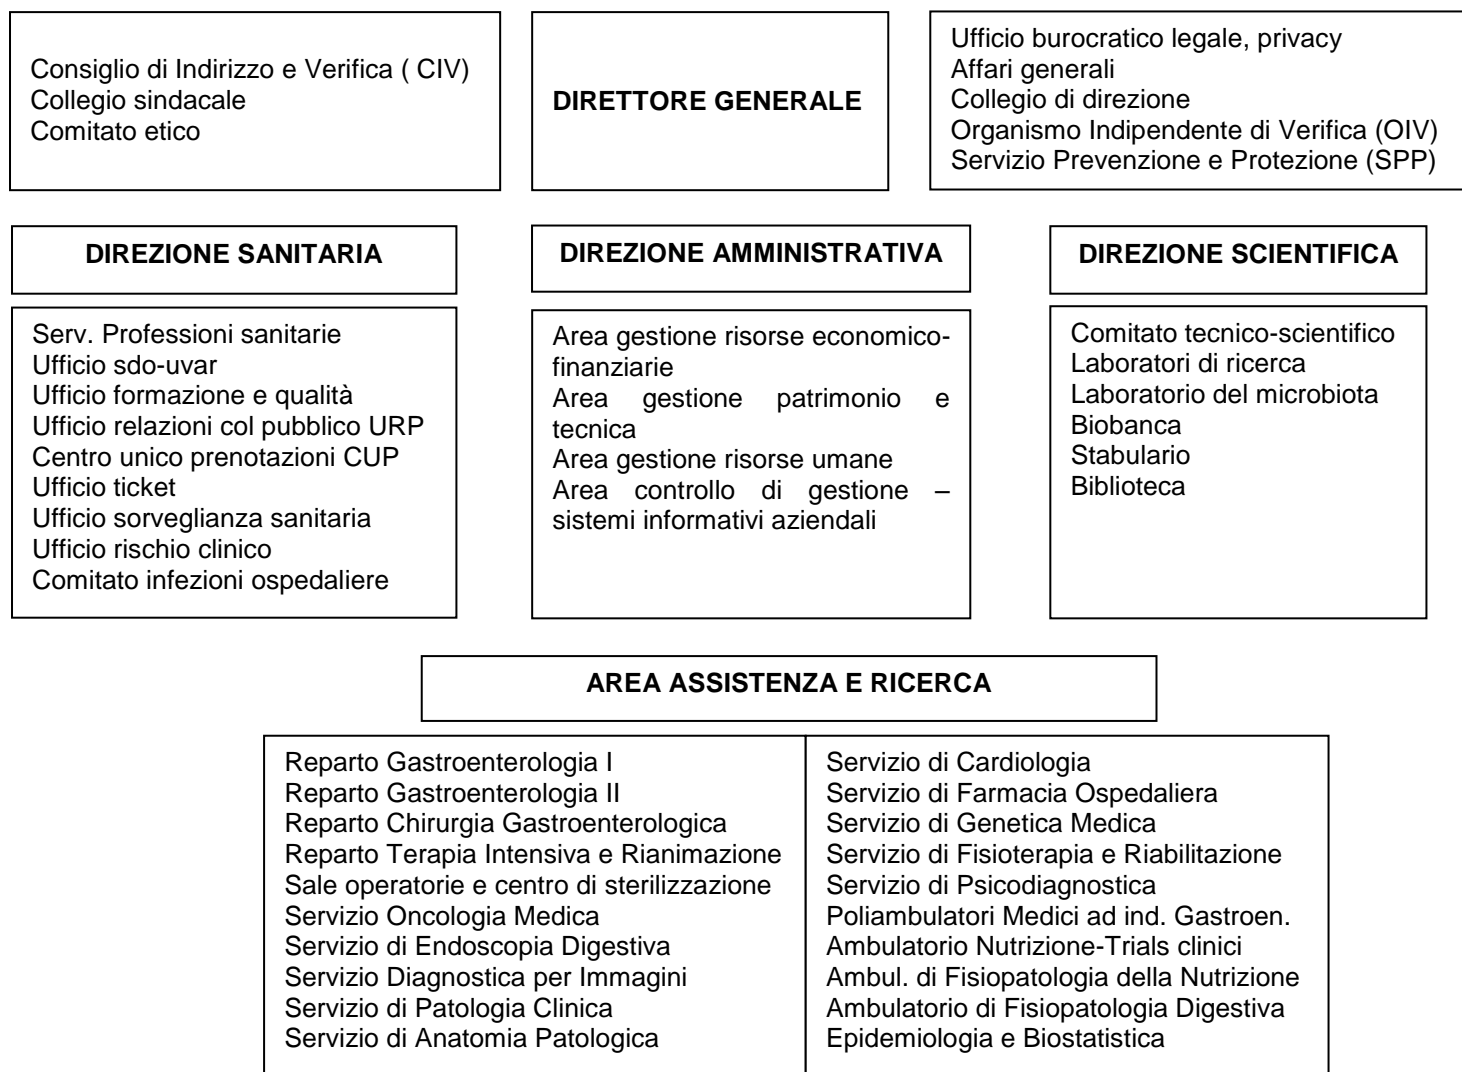 Consiglio di Indirizzo e Verifica ( CIV)
Collegio sindacale
Comitato etico
DIRETTORE GENERALE
Ufficio burocratico legale, privacy
Affari generali
Collegio di direzione
Organismo Indipendente di Verifica (OIV)
Servizio Prevenzione e Protezione (SPP)
DIREZIONE SANITARIA
Serv. Professioni sanitarie
Ufficio sdo-uvar
Ufficio formazione e qualità
Ufficio relazioni col pubblico URP
Centro unico prenotazioni CUP
Ufficio ticket
Ufficio sorveglianza sanitaria
Ufficio rischio clinico
Comitato infezioni ospedaliere
DIREZIONE AMMINISTRATIVA
Area gestione risorse economico-
finanziarie
Area gestione patrimonio e
tecnica
Area gestione risorse umane
Area controllo di gestione –
sistemi informativi aziendali
DIREZIONE SCIENTIFICA
Comitato tecnico-scientifico
Laboratori di ricerca
Laboratorio del microbiota
Biobanca
Stabulario
Biblioteca
AREA ASSISTENZA E RICERCA
Reparto Gastroenterologia I
Reparto Gastroenterologia II
Reparto Chirurgia Gastroenterologica
Reparto Terapia Intensiva e Rianimazione
Sale operatorie e centro di sterilizzazione
Servizio Oncologia Medica
Servizio di Endoscopia Digestiva
Servizio Diagnostica per Immagini
Servizio di Patologia Clinica
Servizio di Anatomia Patologica
Servizio di Cardiologia
Servizio di Farmacia Ospedaliera
Servizio di Genetica Medica
Servizio di Fisioterapia e Riabilitazione
Servizio di Psicodiagnostica
Poliambulatori Medici ad ind. Gastroen.
Ambulatorio Nutrizione-Trials clinici
Ambul. di Fisiopatologia della Nutrizione
Ambulatorio di Fisiopatologia Digestiva
Epidemiologia e Biostatistica